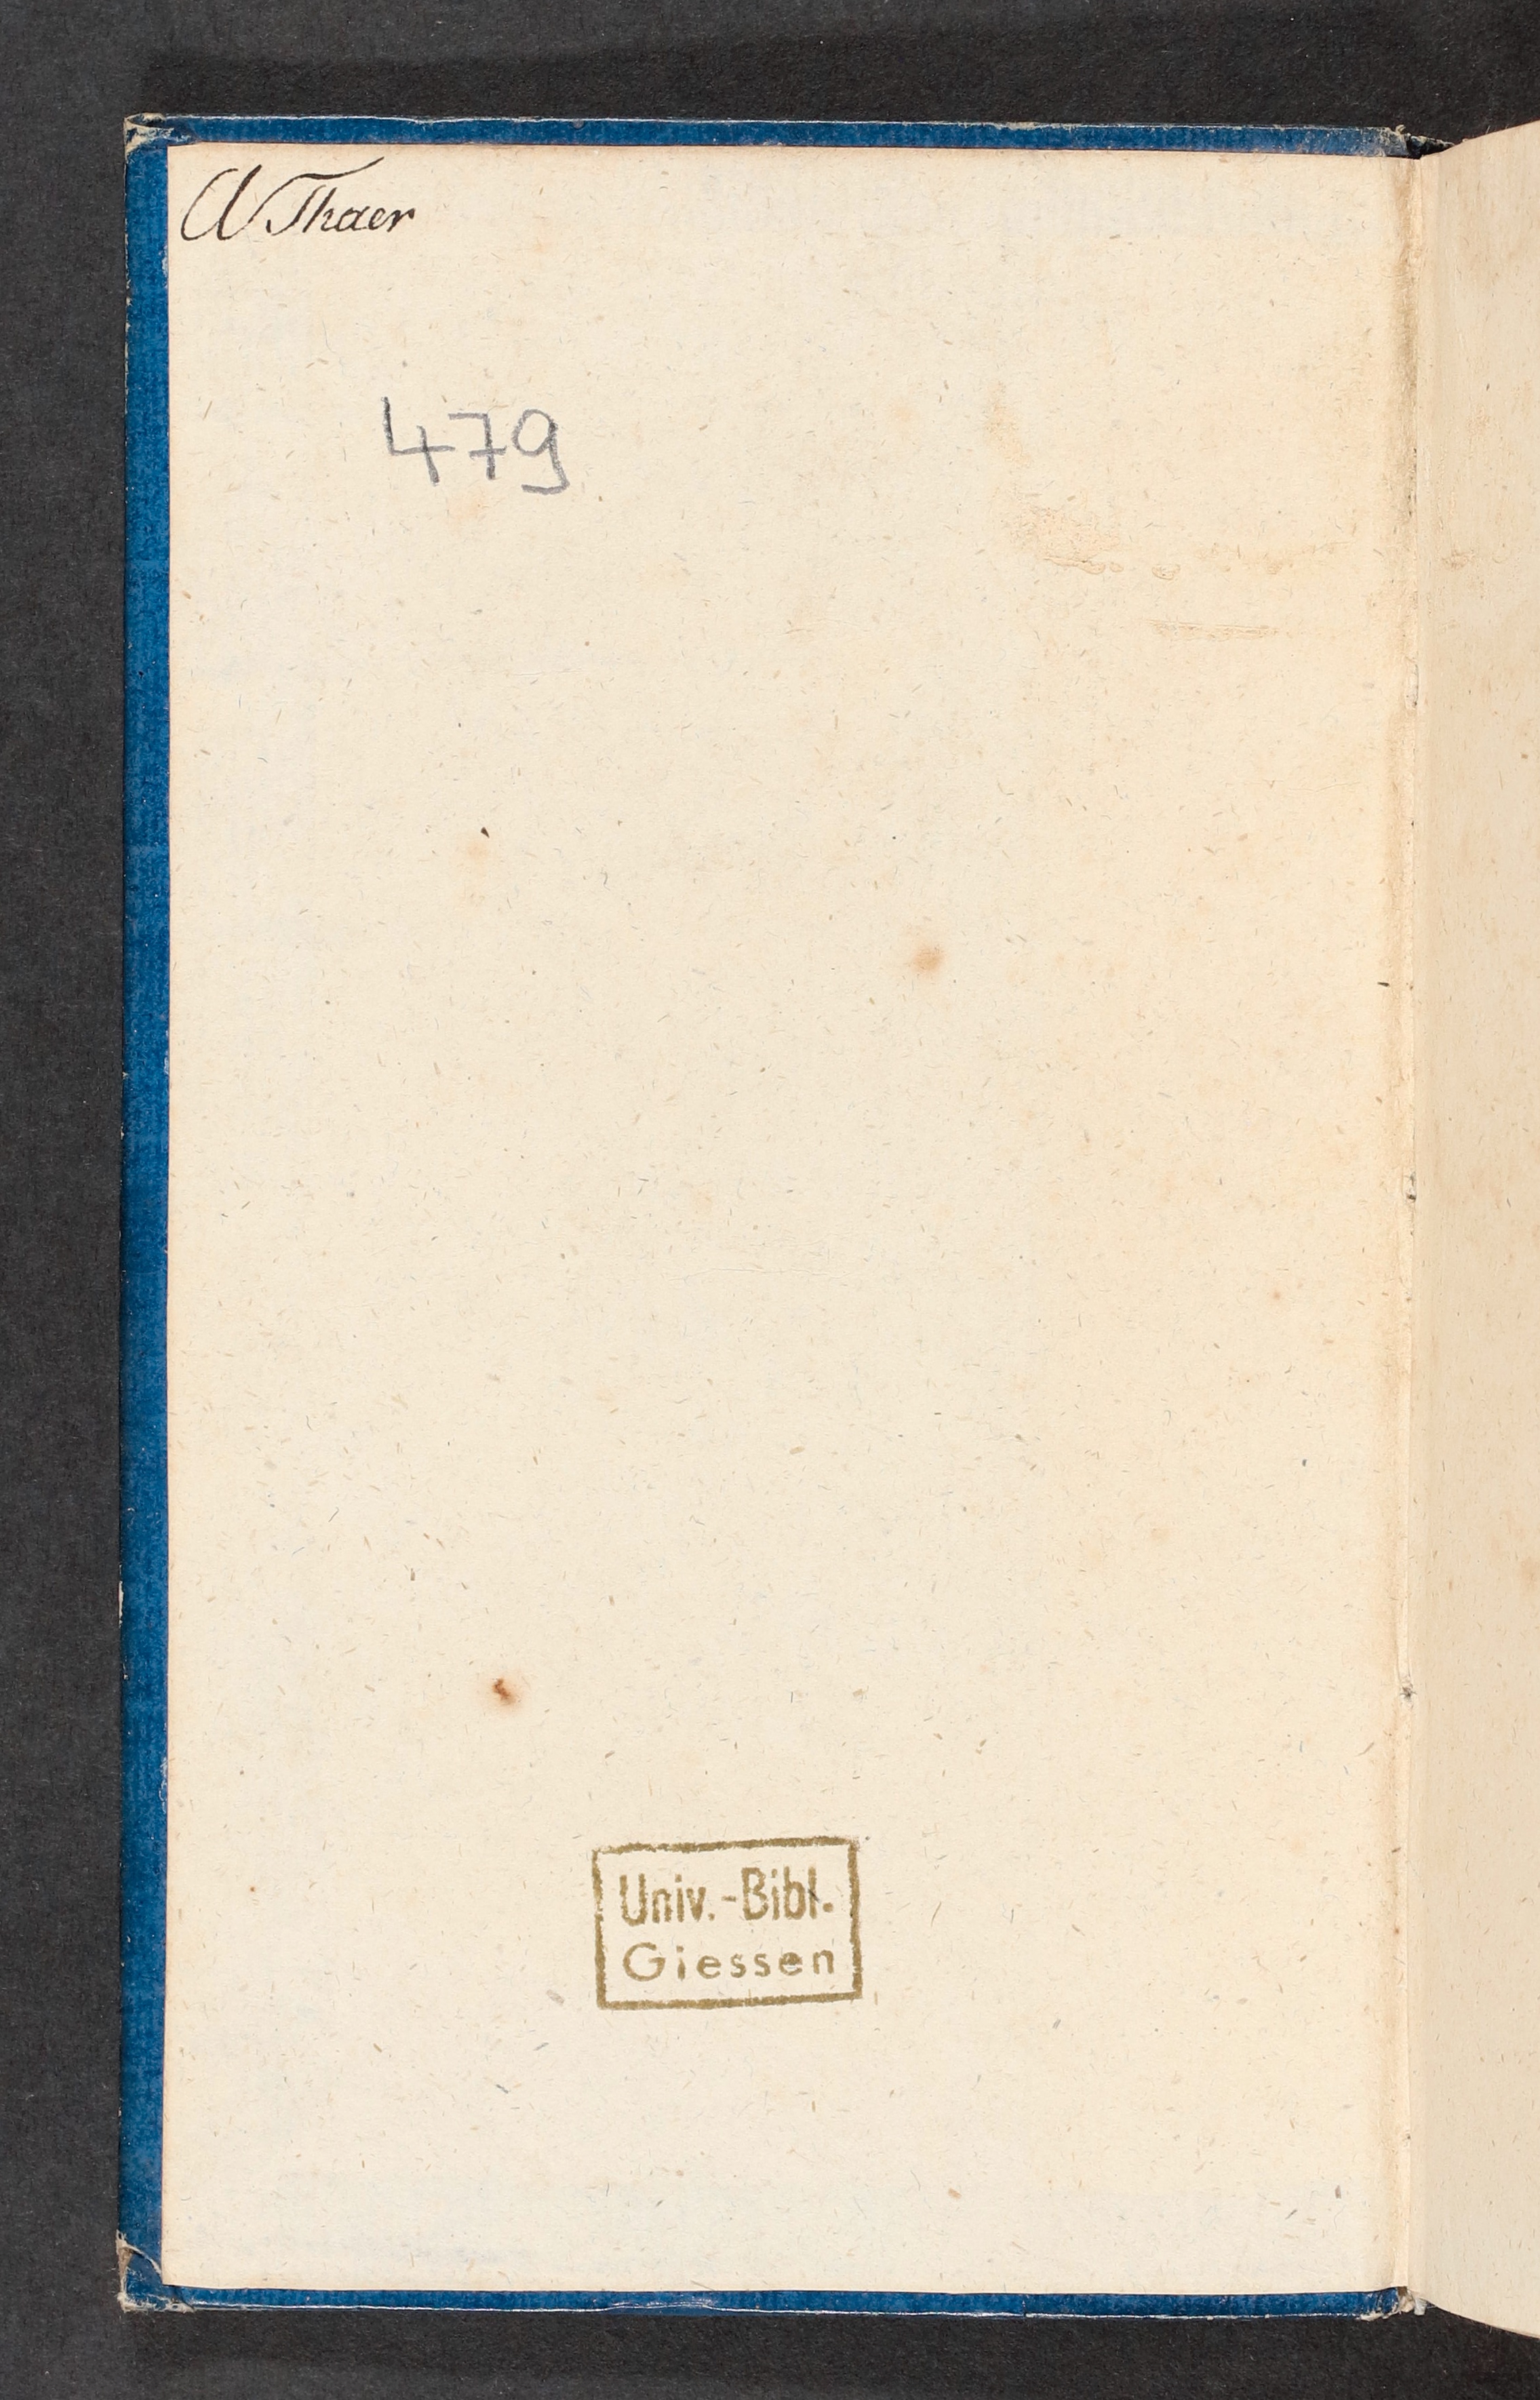 A Thaer
479
Univ.-Bibl.
Giessen